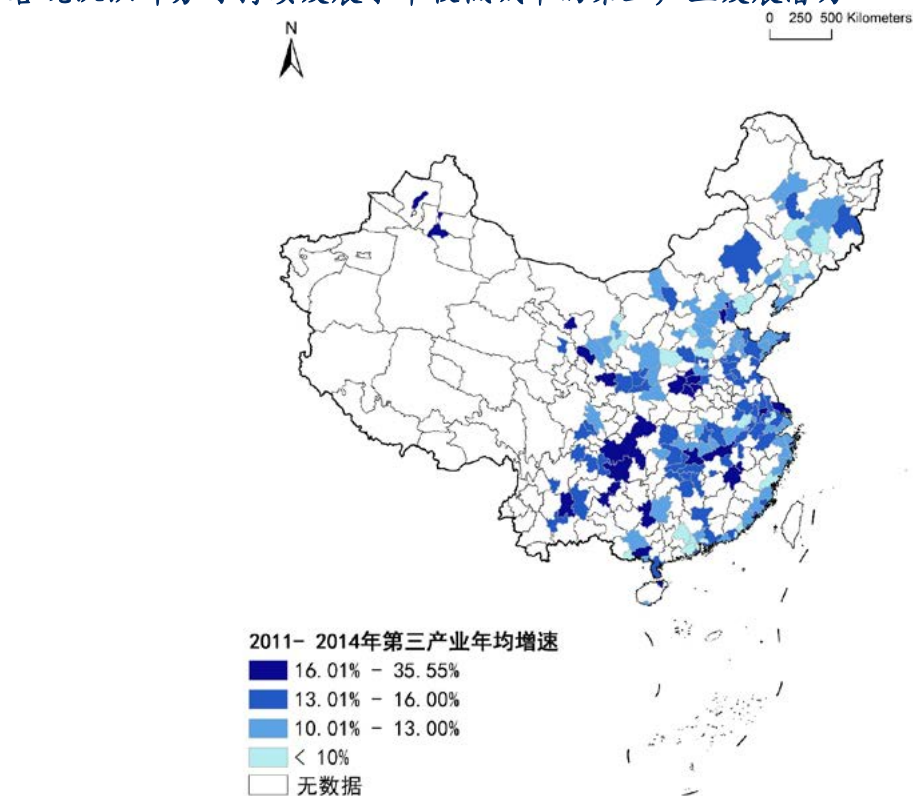 0 250 500 Kilometers
N
2011- 2014年第三产业年均增速
16.01% - 35.55%
13.01% - 16.00%
10.01% - 13.00%
< 10%
无数据